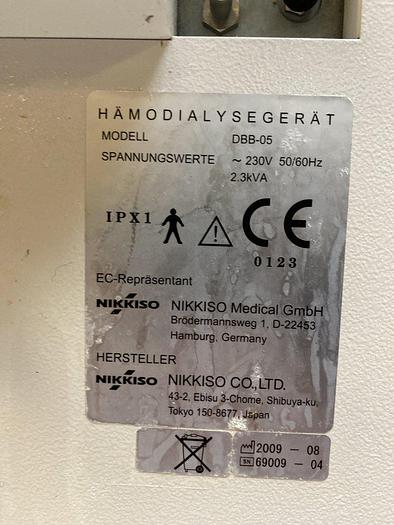 HÄMODIALYSEGERÄT
MODELL DBB-05
SPANNUNGSWERTE ~ 230V 50/60Hz
2.3kVA
IPX1
CE
0123
EC-Repräsentant
NIKKISO NIKKISO Medical GmbH
Brödermannsweg 1, D-22453
Hamburg, Germany
HERSTELLER
NIKKISO NIKKISO CO.,LTD.
43-2, Ebisu 3-Chome, Shibuya-ku,
Tokyo 150-8677, Japan
2009 - 08
SN 69009 - 04